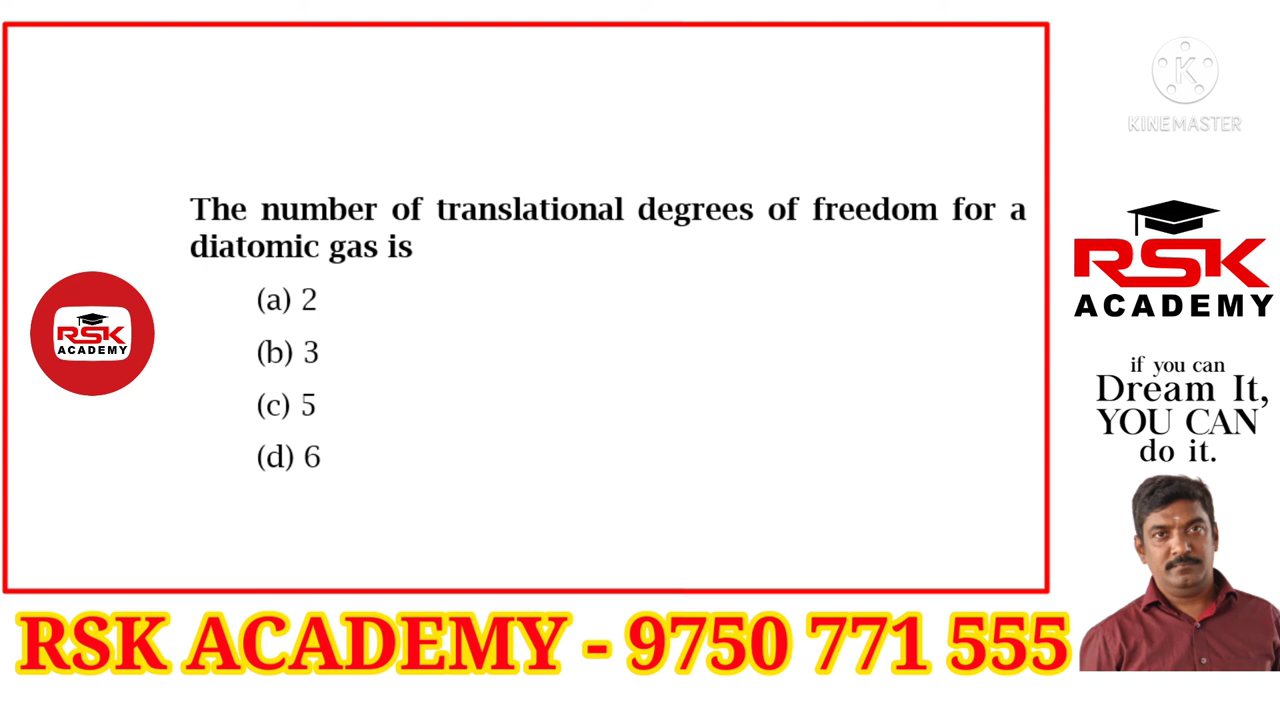 KINEMASTER
The number of translational degrees of freedom for a
diatomic gas is
(a) 2
(b) 3
(c) 5
(d) 6
RSK
ACADEMY
RSK
ACADEMY
if you can
Dream It,
YOU CAN
do it.
RSK ACADEMY - 9750 771 555